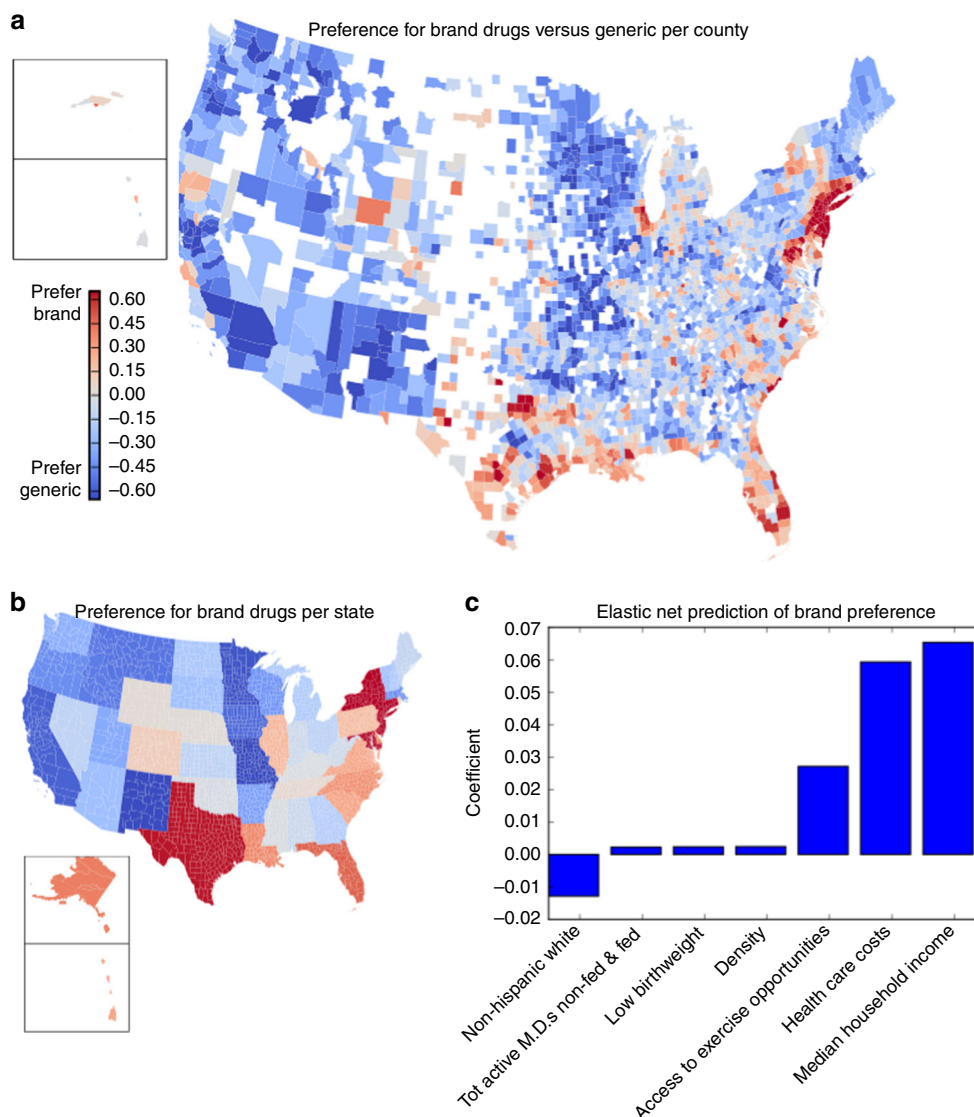 a
Preference for brand drugs versus generic per county
Prefer
brand
0.60
0.45
0.30
0.15
0.00
−0.15
−0.30
−0.45
−0.60
Prefer
generic
b
Preference for brand drugs per state
c
Elastic net prediction of brand preference
0.07
0.06
0.05
0.04
0.03
0.02
0.01
0.00
−0.01
−0.02
Coefficient
Non-hispanic white
Tot active M.D.s non-fed & fed
Low birthweight
Density
Access to exercise opportunities
Health care costs
Median household income